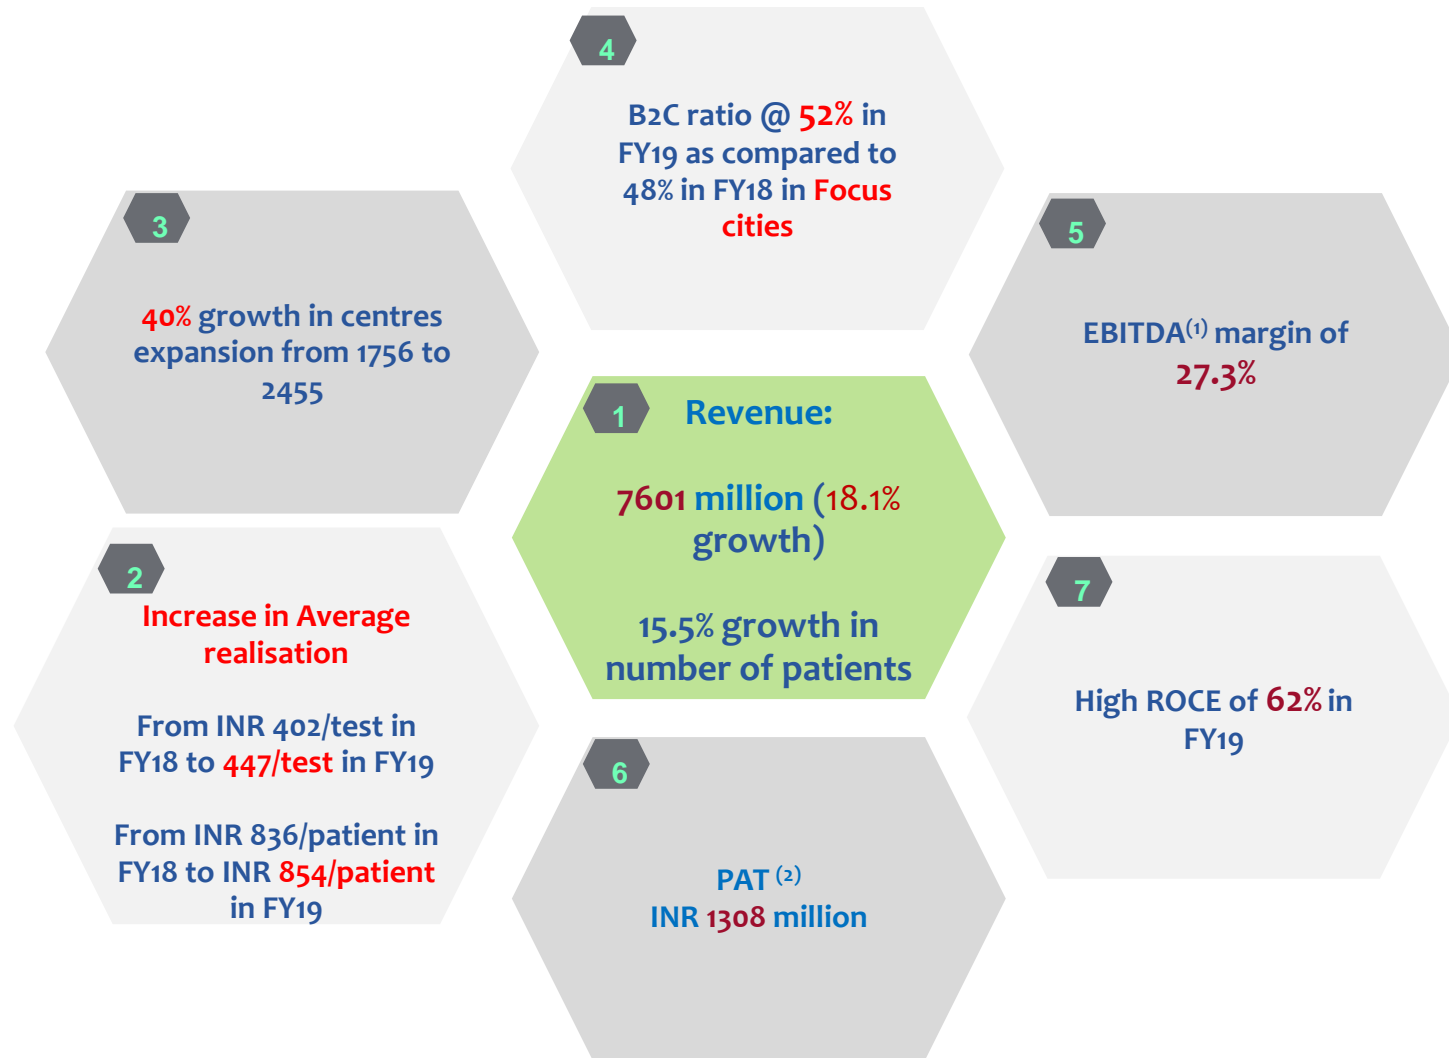 1
Revenue:
7601 million (18.1%
growth)
15.5% growth in
number of patients
2
Increase in Average
realisation
From INR 402/test in
FY18 to 447/test in FY19
From INR 836/patient in
FY18 to INR 854/patient
in FY19
3
40% growth in centres
expansion from 1756 to
2455
4
B2C ratio @ 52% in
FY19 as compared to
48% in FY18 in Focus
cities
5
EBITDA(1) margin of
27.3%
6
PAT (2)
INR 1308 million
7
High ROCE of 62% in
FY19